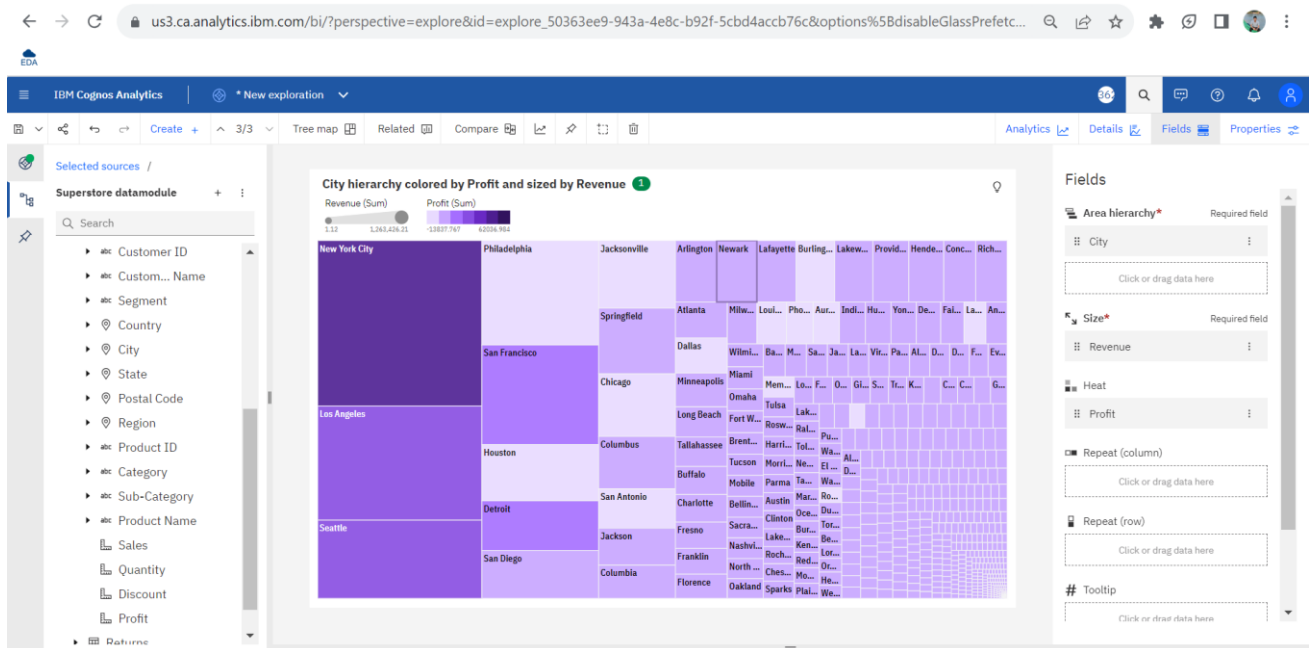 us3.ca.analytics.ibm.com/bi/?perspective=explore&id=explore_50363ee9-943a-4e8c-b92f-5cbd4accb76c&options%5BdisableGlassPrefetc...
EDA
IBM Cognos Analytics * New exploration
Create + 3/3 Tree map Related Compare Analytics Details Fields Properties
Selected sources /
Superstore datamodule
Search
abc Customer ID
abc Custom... Name
abc Segment
Country
City
State
Postal Code
Region
abc Product ID
abc Category
abc Sub-Category
abc Product Name
Sales
Quantity
Discount
Profit
Returns
City hierarchy colored by Profit and sized by Revenue 1
Revenue (Sum) Profit (Sum)
1.12 1,263,426.21 -13837.767 62036.984
New York City
Los Angeles
Seattle
Philadelphia
San Francisco
Houston
Detroit
San Diego
Jacksonville
Springfield
Chicago
Columbus
San Antonio
Jackson
Columbia
Arlington Newark Lafayette Burling... Lakew... Provid... Hende... Conc... Rich...
Atlanta Milw... Loui... Pho... Aur... Indi... Hu... Yon... De... Fai... La... An...
Dallas Wilmi... Ba... M... Sa... Ja... La... Vir... Pa... Al... D... D... F... Ev...
Minneapolis Miami Mem... Lo... F... O... Gl... S... Tr... K... C... C... G...
Omaha
Long Beach Fort W... Tulsa Lak...
Rosw... Ral...
Tallahassee Brent... Harri... Tol... Pu...
Wa...
Tucson Morri... Ne... El ... Al...
D...
Buffalo Mobile Parma Ta... Wa...
Charlotte Bellin... Austin Mar... Ro...
Clinton Oce... Du...
Fresno Sacra... Lake... Bur... Tor...
Nashvi... Roch... Ken... Be...
Franklin North ... Ches... Red... Lor...
Or...
Florence Oakland Sparks Mo... He...
Plai... We...
Fields
Area hierarchy* Required field
City
Click or drag data here
Size* Required field
Revenue
Heat
Profit
Repeat (column)
Click or drag data here
Repeat (row)
Click or drag data here
Tooltip
Click or drag data here